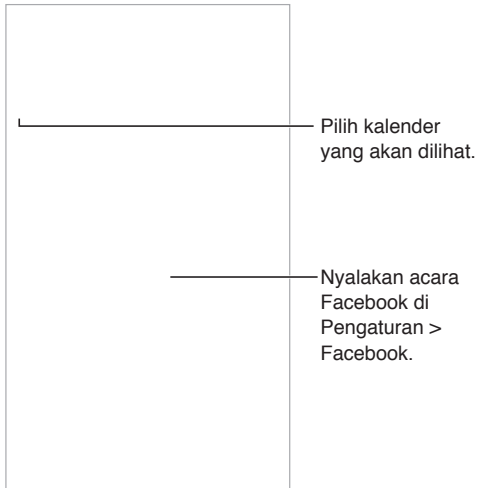 Pilih kalender
yang akan dilihat.
Nyalakan acara
Facebook di
Pengaturan >
Facebook.